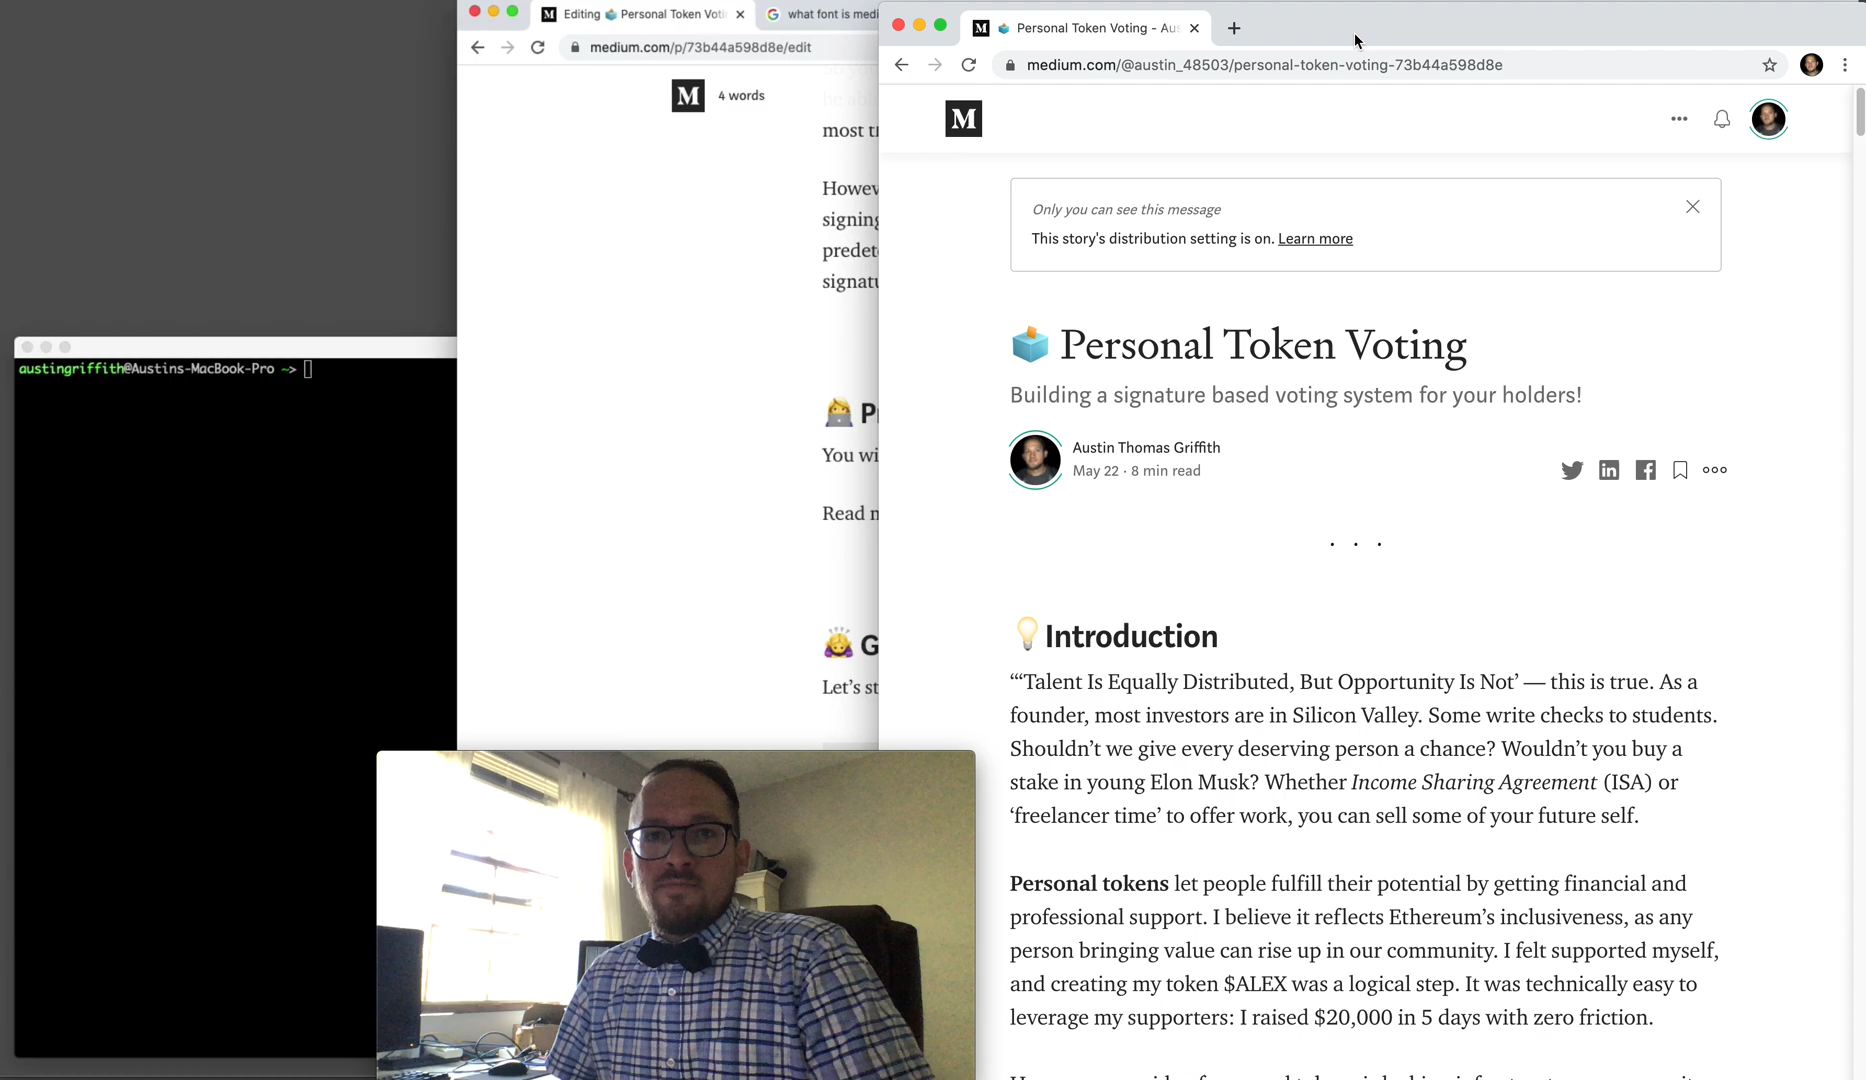 Editing 🗳️ Personal Token Voti
what font is medi
medium.com/p/73b44a598d8e/edit
M
4 words
most
Howev
signing
predete
signatu
You wi
Read
Let's st
austingriffith@Austins-MacBook-Pro ~>
Personal Token Voting - Aus
medium.com/@austin_48503/personal-token-voting-73b44a598d8e
M
Only you can see this message
This story's distribution setting is on. Learn more
🗳️ Personal Token Voting
Building a signature based voting system for your holders!
Austin Thomas Griffith
May 22 · 8 min read
. . .
💡Introduction
“‘Talent Is Equally Distributed, But Opportunity Is Not’ — this is true. As a
founder, most investors are in Silicon Valley. Some write checks to students.
Shouldn’t we give every deserving person a chance? Wouldn’t you buy a
stake in young Elon Musk? Whether Income Sharing Agreement (ISA) or
‘freelancer time’ to offer work, you can sell some of your future self.
Personal tokens let people fulfill their potential by getting financial and
professional support. I believe it reflects Ethereum’s inclusiveness, as any
person bringing value can rise up in our community. I felt supported myself,
and creating my token $ALEX was a logical step. It was technically easy to
leverage my supporters: I raised $20,000 in 5 days with zero friction.